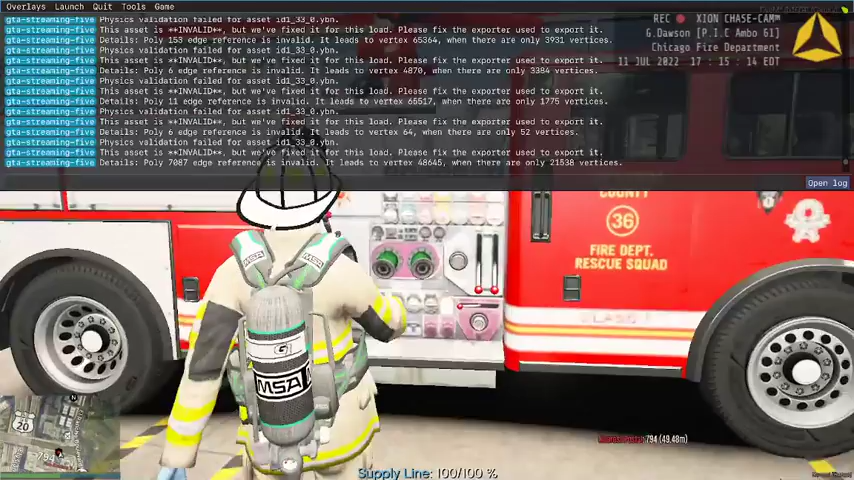 Overlays Launch Quit Tools Game
gta-streaming-five Physics validation failed for asset id1_33_0.ybn.
gta-streaming-five This asset is **INVALID**, but we've fixed it for this load. Please fix the exporter used to export it.
gta-streaming-five Details: Poly 153 edge reference is invalid. It leads to vertex 65364, when there are only 3931 vertices.
gta-streaming-five Physics validation failed for asset id1_33_0.ybn.
gta-streaming-five This asset is **INVALID**, but we've fixed it for this load. Please fix the exporter used to export it.
gta-streaming-five Details: Poly 6 edge reference is invalid. It leads to vertex 4870, when there are only 3384 vertices.
gta-streaming-five Physics validation failed for asset id1_33_0.ybn.
gta-streaming-five This asset is **INVALID**, but we've fixed it for this load. Please fix the exporter used to export it.
gta-streaming-five Details: Poly 11 edge reference is invalid. It leads to vertex 65517, when there are only 1775 vertices.
gta-streaming-five Physics validation failed for asset id1_33_0.ybn.
gta-streaming-five This asset is **INVALID**, but we've fixed it for this load. Please fix the exporter used to export it.
gta-streaming-five Details: Poly 6 edge reference is invalid. It leads to vertex 64, when there are only 52 vertices.
gta-streaming-five Physics validation failed for asset id1_33_0.ybn.
gta-streaming-five This asset is **INVALID**, but we've fixed it for this load. Please fix the exporter used to export it.
gta-streaming-five Details: Poly 7087 edge reference is invalid. It leads to vertex 48645, when there are only 21538 vertices.
REC XION CHASE-CAM
G.Dawson [P.I.C Ambo G1]
Chicago Fire Department
11 JUL 2022 17:15:14 EDT
Open log
COUNTY
36
FIRE DEPT.
RESCUE SQUAD
MSA
MSA
G1
MSA
N
US
20
794
794 (49.48m)
Supply Line: 100/100 %